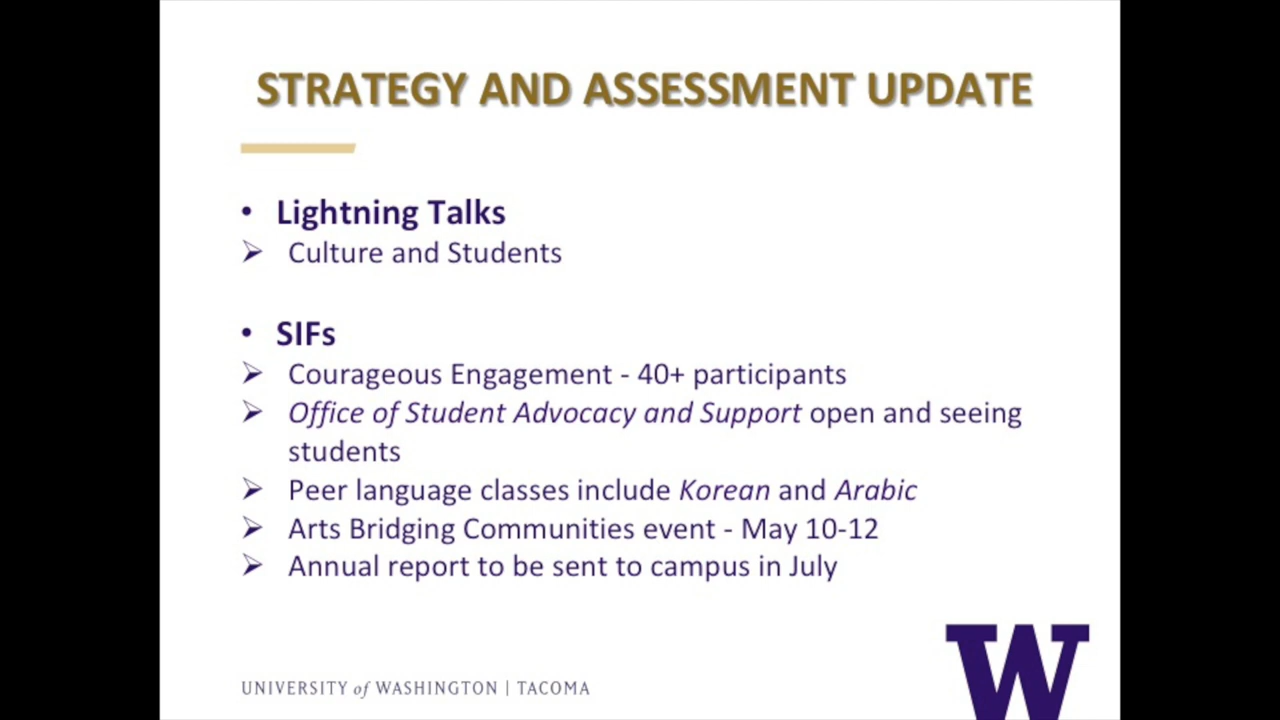 STRATEGY AND ASSESSMENT UPDATE
• Lightning Talks
➢ Culture and Students
• SIFs
➢ Courageous Engagement - 40+ participants
➢ Office of Student Advocacy and Support open and seeing
students
➢ Peer language classes include Korean and Arabic
➢ Arts Bridging Communities event - May 10-12
➢ Annual report to be sent to campus in July
W
UNIVERSITY of WASHINGTON | TACOMA